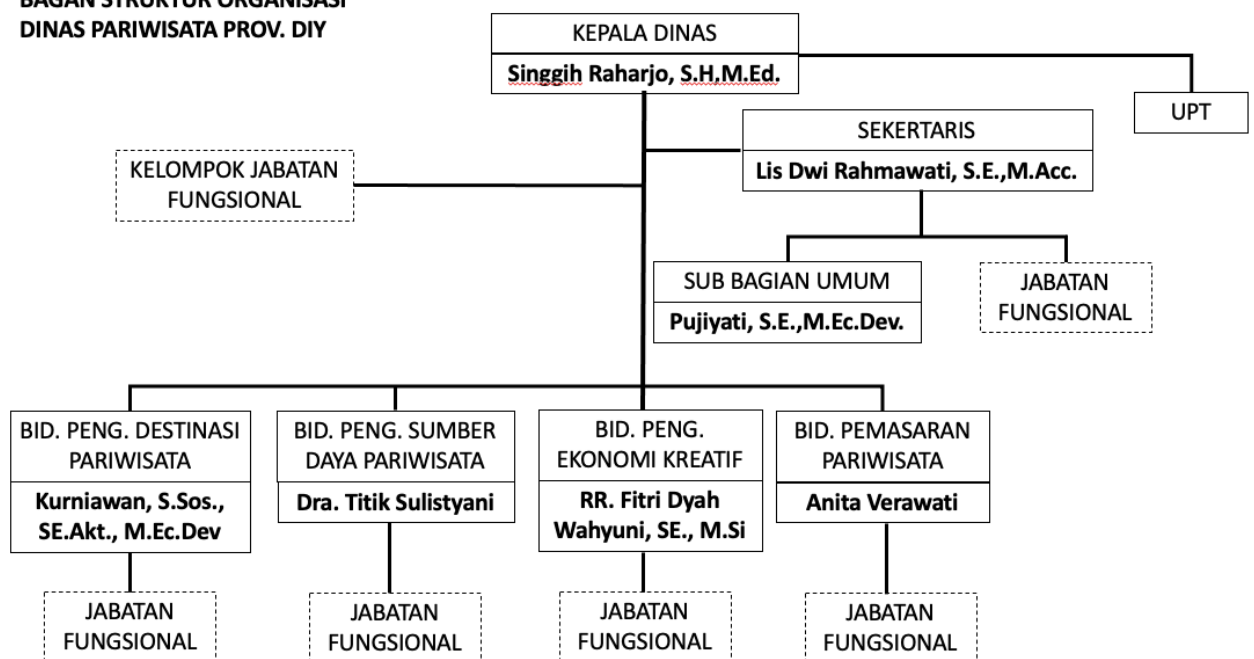 BAGAN STRUKTUR ORGANISASI
DINAS PARIWISATA PROV. DIY
KEPALA DINAS
Singgih Raharjo, S.H,M.Ed.
UPT
SEKERTARIS
Lis Dwi Rahmawati, S.E.,M.Acc.
KELOMPOK JABATAN
FUNGSIONAL
SUB BAGIAN UMUM
Pujiyati, S.E.,M.Ec.Dev.
JABATAN
FUNGSIONAL
BID. PENG. DESTINASI
PARIWISATA
Kurniawan, S.Sos.,
SE.Akt., M.Ec.Dev
BID. PENG. SUMBER
DAYA PARIWISATA
Dra. Titik Sulistyani
BID. PENG.
EKONOMI KREATIF
RR. Fitri Dyah
Wahyuni, SE., M.Si
BID. PEMASARAN
PARIWISATA
Anita Verawati
JABATAN
FUNGSIONAL
JABATAN
FUNGSIONAL
JABATAN
FUNGSIONAL
JABATAN
FUNGSIONAL